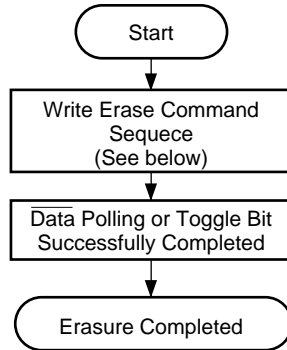 Start
Write Erase Command
Sequece
(See below)
Data Polling or Toggle Bit
Successfully Completed
Erasure Completed